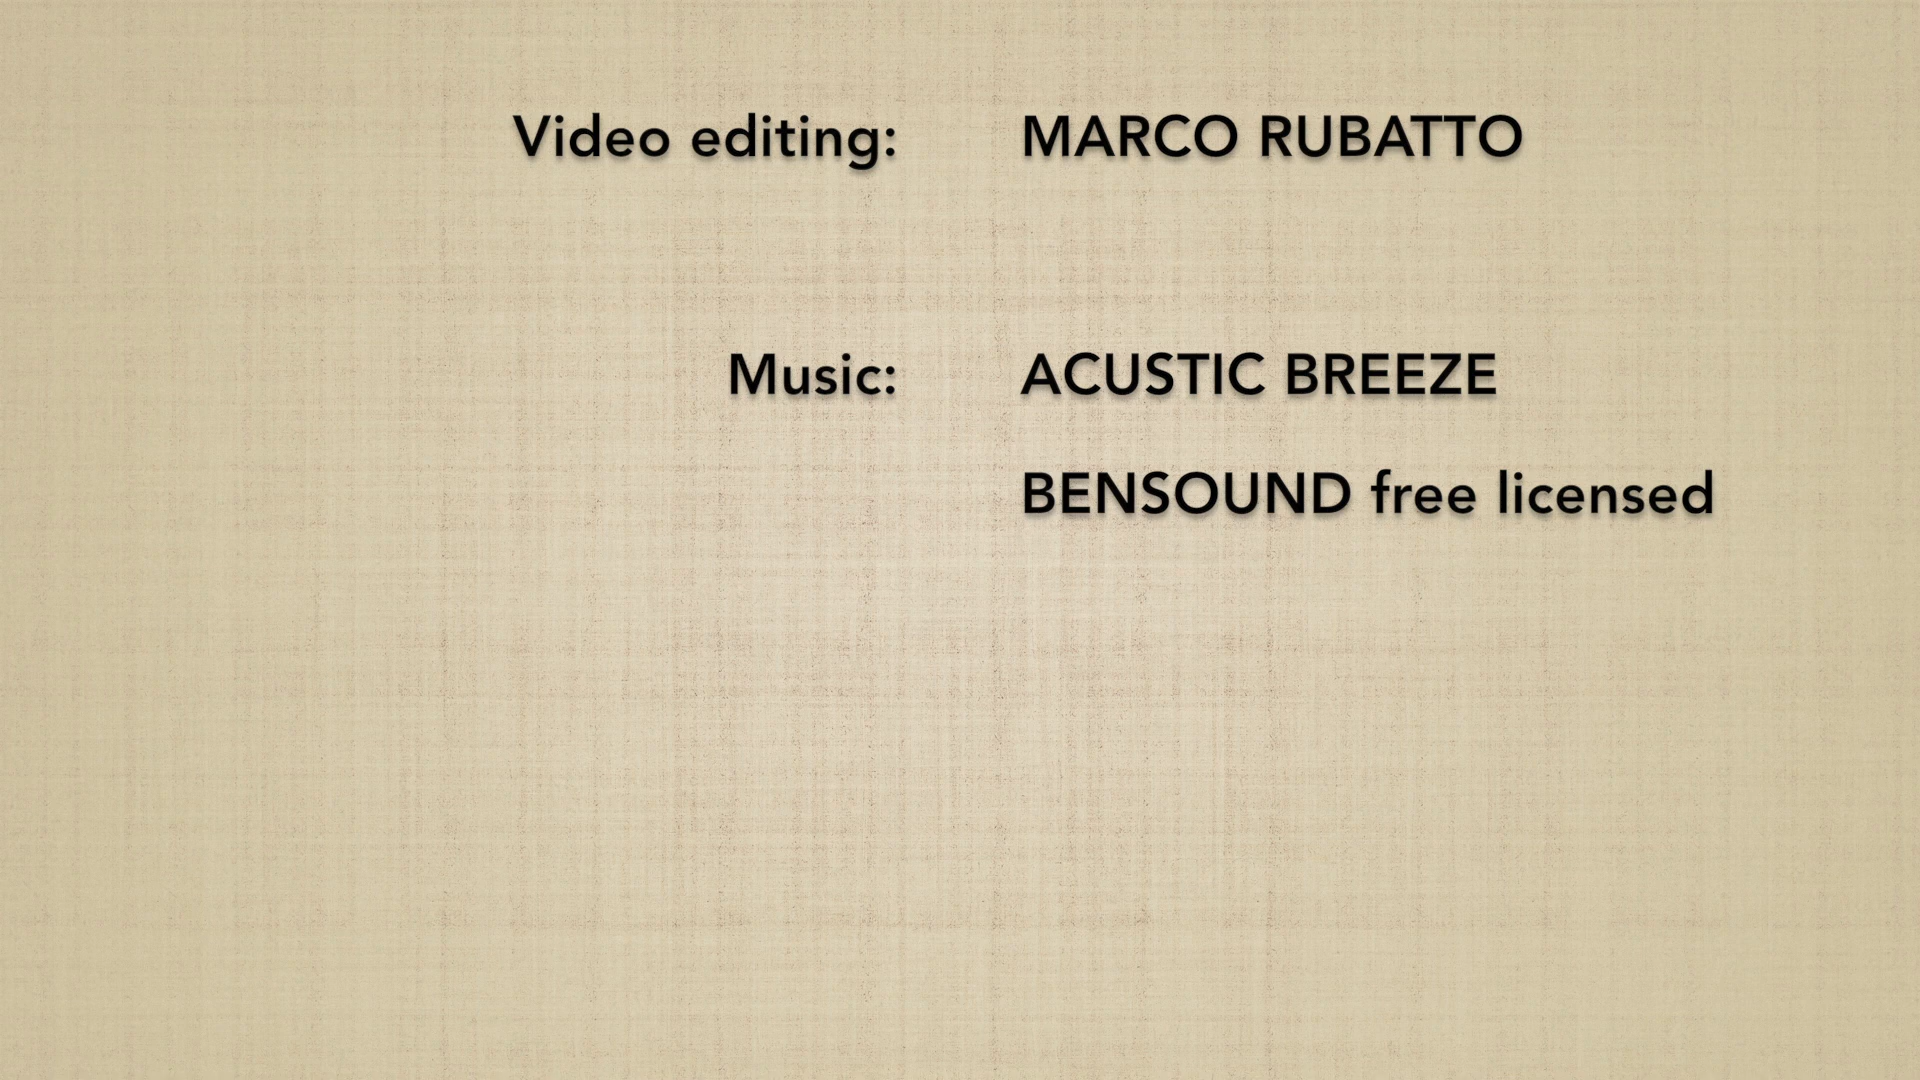 Video editing: MARCO RUBATTO
Music: ACUSTIC BREEZE
BENSOUND free licensed